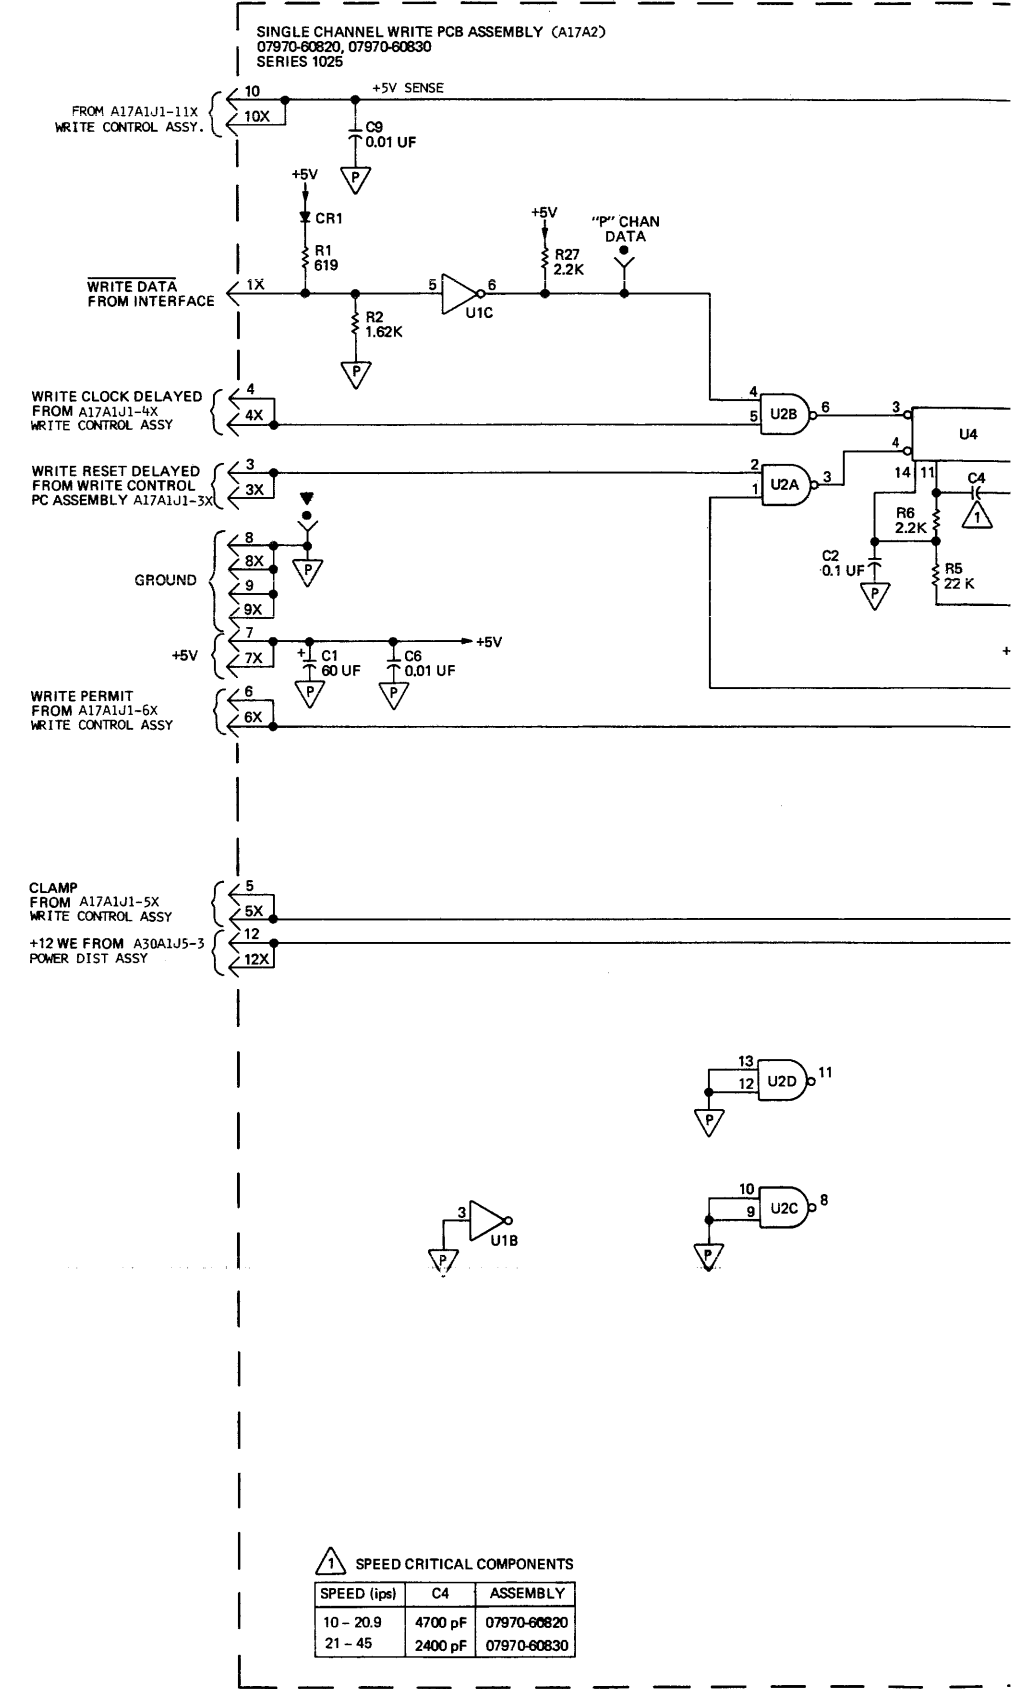 SINGLE CHANNEL WRITE PCB ASSEMBLY (A17A2)
07970-60820, 07970-60830
SERIES 1025
10
+5V SENSE
FROM A17A1J1-11X
WRITE CONTROL ASSY.
10X
C9
0.01 UF
P
+5V
CR1
R1
619
+5V
R27
2.2K
"P" CHAN
DATA
WRITE DATA
FROM INTERFACE
1X
5
6
U1C
R2
1.62K
P
WRITE CLOCK DELAYED
FROM A17A1J1-4X
WRITE CONTROL ASSY
4
4X
4
5
U2B
6
3
4
U4
14
11
C4
1
WRITE RESET DELAYED
FROM WRITE CONTROL
PC ASSEMBLY A17A1J1-3X
3
3X
2
1
U2A
3
R6
2.2K
C2
0.1 UF
P
R5
22 K
GROUND
8
8X
9
9X
P
+5V
7
7X
+
C1
60 UF
P
C6
0.01 UF
P
+5V
+
WRITE PERMIT
FROM A17A1J1-6X
WRITE CONTROL ASSY
6
6X
CLAMP
FROM A17A1J1-5X
WRITE CONTROL ASSY
5
5X
+12 WE FROM A30A1J5-3
POWER DIST ASSY
12
12X
13
12
U2D
11
P
10
9
U2C
8
P
3
U1B
P
1 SPEED CRITICAL COMPONENTS
SPEED (ips) C4 ASSEMBLY
10 – 20.9 4700 pF 07970-60820
21 – 45 2400 pF 07970-60830